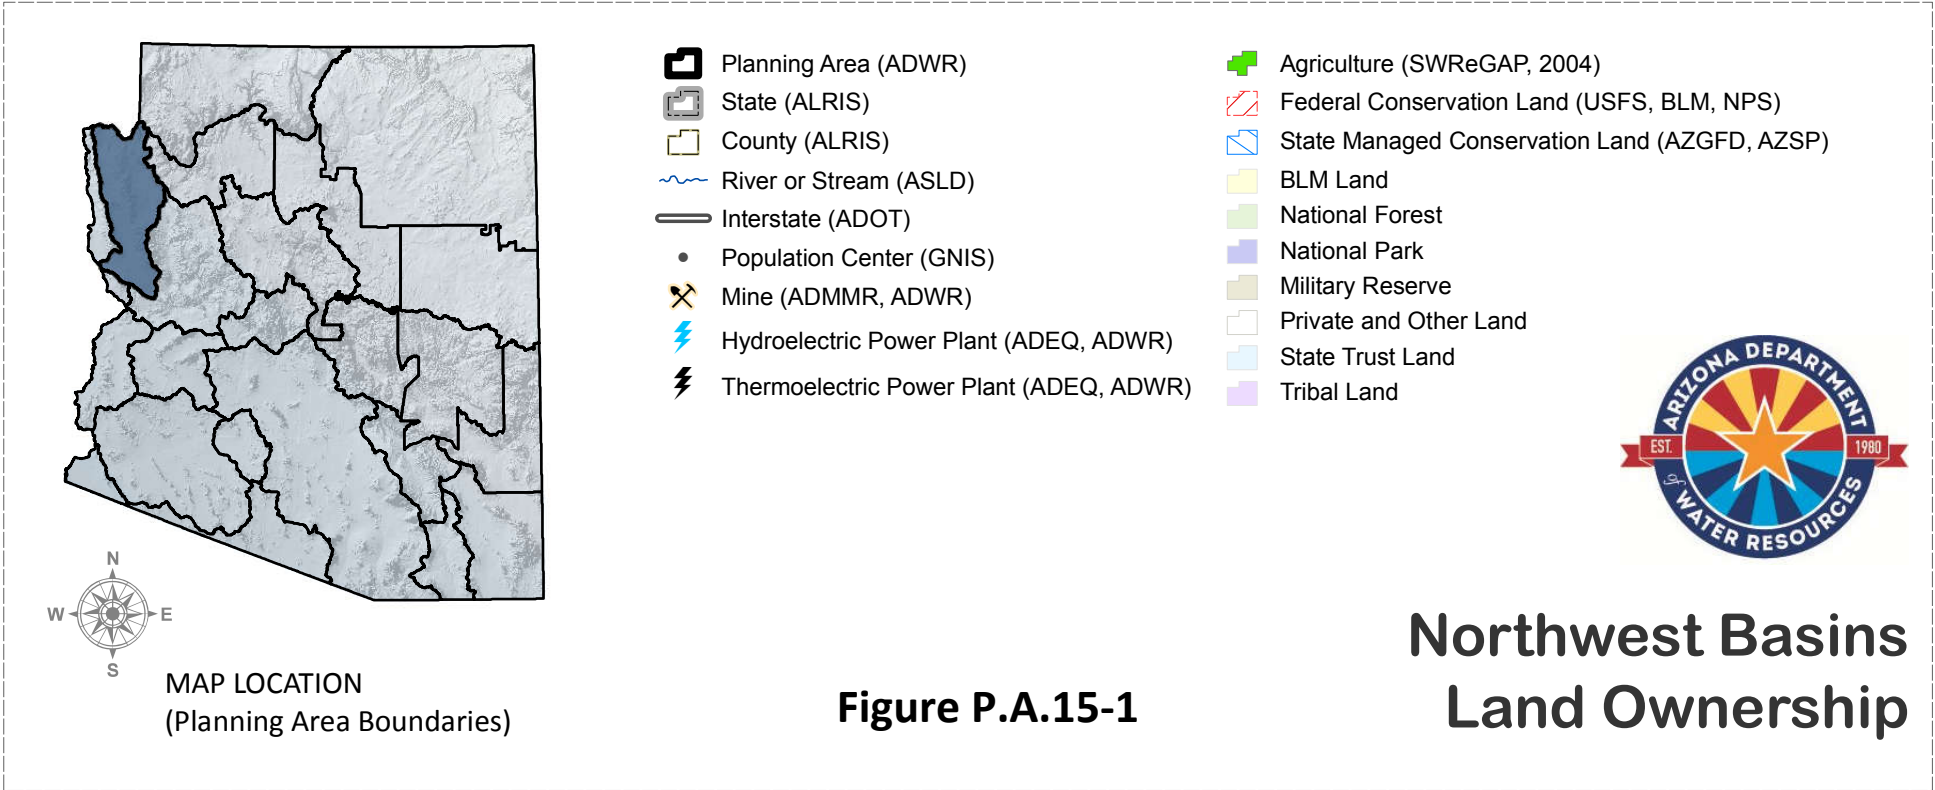 Planning Area (ADWR)
State (ALRIS)
County (ALRIS)
River or Stream (ASLD)
Interstate (ADOT)
Population Center (GNIS)
Mine (ADMMR, ADWR)
Hydroelectric Power Plant (ADEQ, ADWR)
Thermoelectric Power Plant (ADEQ, ADWR)
Agriculture (SWReGAP, 2004)
Federal Conservation Land (USFS, BLM, NPS)
State Managed Conservation Land (AZGFD, AZSP)
BLM Land
National Forest
National Park
Military Reserve
Private and Other Land
State Trust Land
Tribal Land
ARIZONA DEPARTMENT
EST. 1980
of WATER RESOURCES
N
W E
S
MAP LOCATION
(Planning Area Boundaries)
Figure P.A.15-1
Northwest Basins
Land Ownership